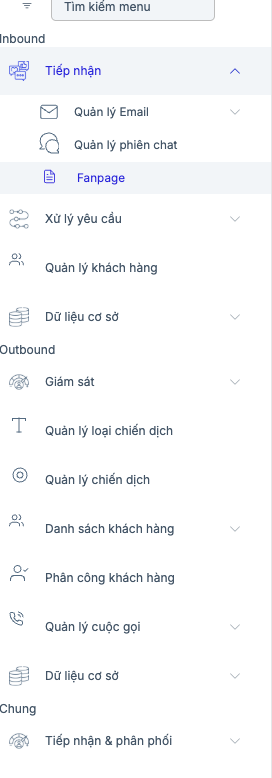 Tìm kiếm menu
Inbound
Tiếp nhận
Quản lý Email
Quản lý phiên chat
Fanpage
Xử lý yêu cầu
Quản lý khách hàng
Dữ liệu cơ sở
Outbound
Giám sát
Quản lý loại chiến dịch
Quản lý chiến dịch
Danh sách khách hàng
Phân công khách hàng
Quản lý cuộc gọi
Dữ liệu cơ sở
Chung
Tiếp nhận & phân phối